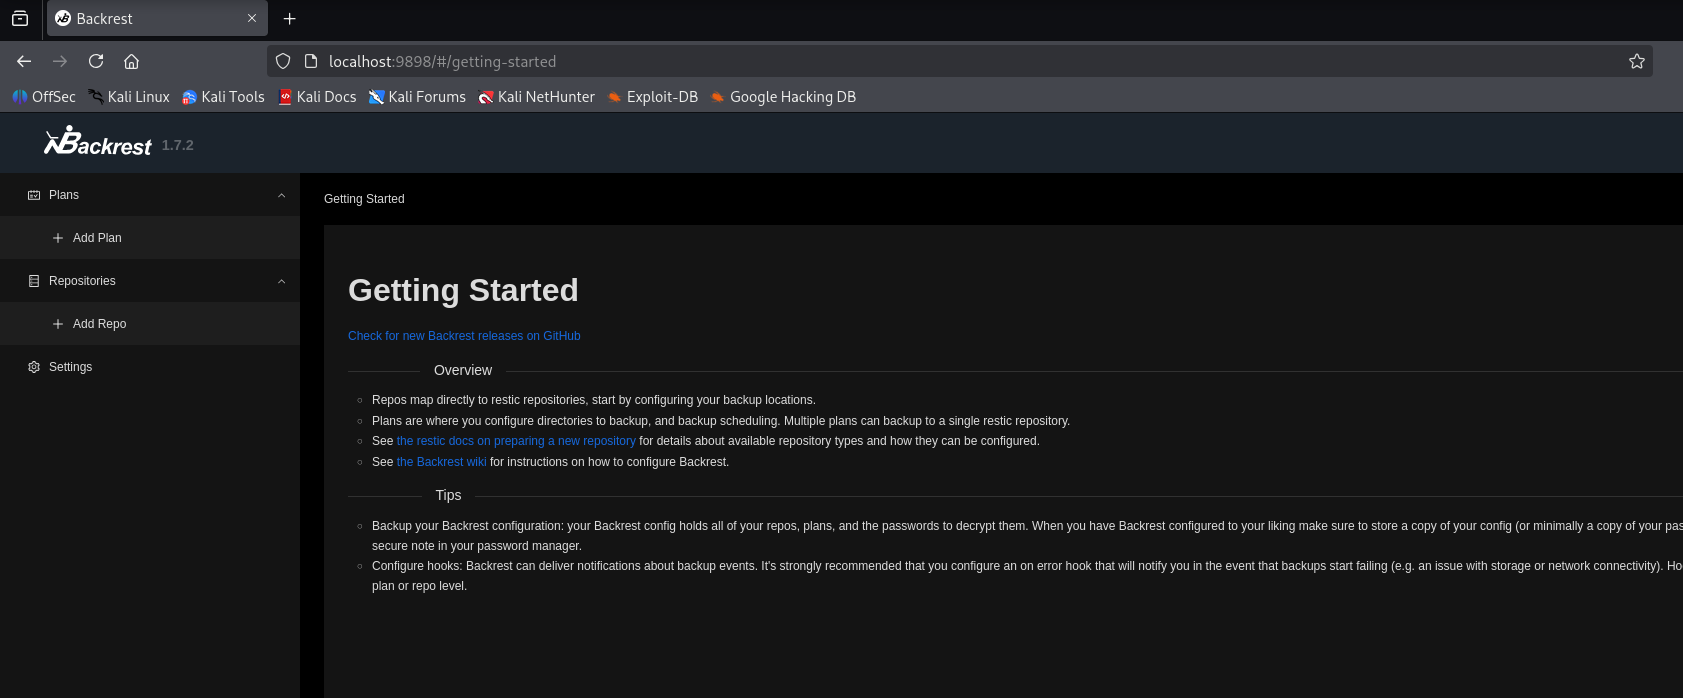 Backrest
localhost:9898/#/getting-started
OffSec Kali Linux Kali Tools Kali Docs Kali Forums Kali NetHunter Exploit-DB Google Hacking DB
Backrest 1.7.2
Plans
Add Plan
Repositories
Add Repo
Settings
Getting Started
Getting Started
Check for new Backrest releases on GitHub
Overview
Repos map directly to restic repositories, start by configuring your backup locations.
Plans are where you configure directories to backup, and backup scheduling. Multiple plans can backup to a single restic repository.
See the restic docs on preparing a new repository for details about available repository types and how they can be configured.
See the Backrest wiki for instructions on how to configure Backrest.
Tips
Backup your Backrest configuration: your Backrest config holds all of your repos, plans, and the passwords to decrypt them. When you have Backrest configured to your liking make sure to store a copy of your config (or minimally a copy of your pas
secure note in your password manager.
Configure hooks: Backrest can deliver notifications about backup events. It's strongly recommended that you configure an on error hook that will notify you in the event that backups start failing (e.g. an issue with storage or network connectivity). Ho
plan or repo level.